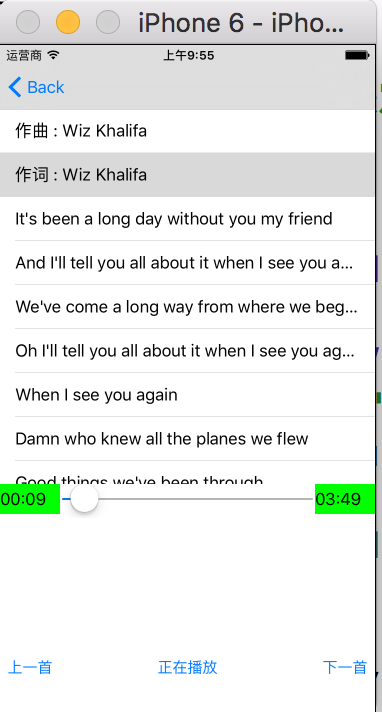 iPhone 6 - iPho...
运营商 上午9:55
Back
作曲 : Wiz Khalifa
作词 : Wiz Khalifa
It's been a long day without you my friend
And I'll tell you all about it when I see you a...
We've come a long way from where we beg...
Oh I'll tell you all about it when I see you ag...
When I see you again
Damn who knew all the planes we flew
Good things we've been through
00:09 03:49
上一首 正在播放 下一首